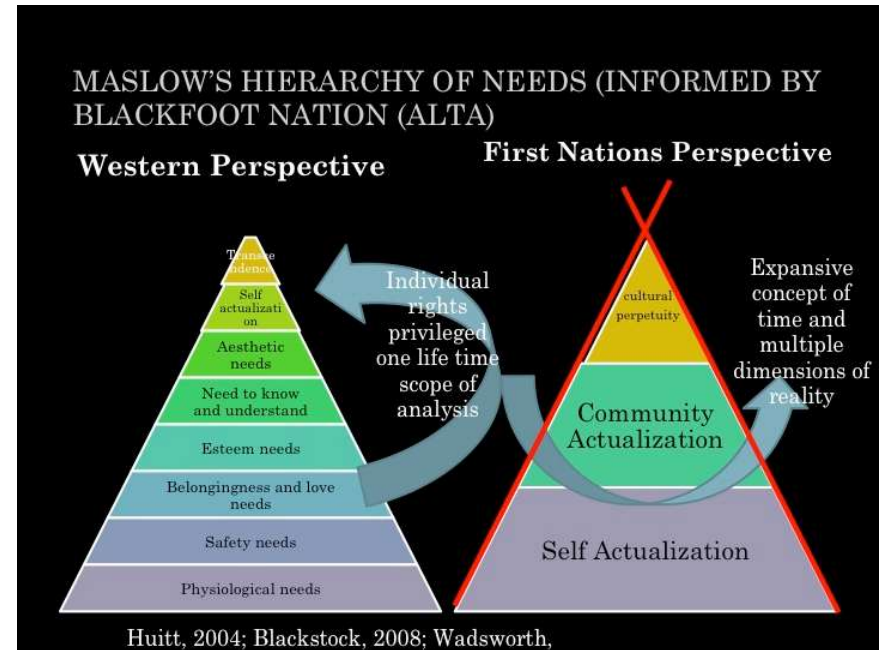 MASLOW'S HIERARCHY OF NEEDS (INFORMED BY
BLACKFOOT NATION (ALTA)
Western Perspective
Transce
ndence
Self
actualizati
on
Aesthetic
needs
Need to know
and understand
Esteem needs
Belongingness and love
needs
Safety needs
Physiological needs
Individual
rights
privileged
one life time
scope of
analysis
First Nations Perspective
cultural
perpetuity
Community
Actualization
Self Actualization
Expansive
concept of
time and
multiple
dimensions of
reality
Huitt, 2004; Blackstock, 2008; Wadsworth,